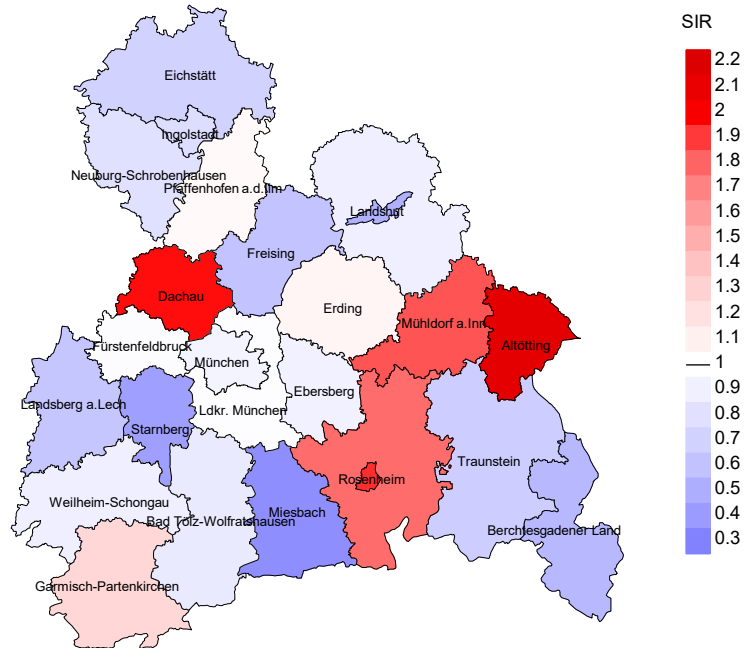 SIR
2.2
2.1
2
1.9
1.8
1.7
1.6
1.5
1.4
1.3
1.2
1.1
1
0.9
0.8
0.7
0.6
0.5
0.4
0.3
Eichstätt
Ingolstadt
Neuburg-Schrobenhausen
Pfaffenhofen a.d.Ilm
Landshut
Freising
Dachau
Erding
Mühldorf a.Inn
Altötting
Fürstenfeldbruck
München
Ebersberg
Landsberg a.Lech
Ldkr. München
Starnberg
Traunstein
Rosenheim
Weilheim-Schongau
Miesbach
Bad Tölz-Wolfratshausen
Berchtesgadener Land
Garmisch-Partenkirchen